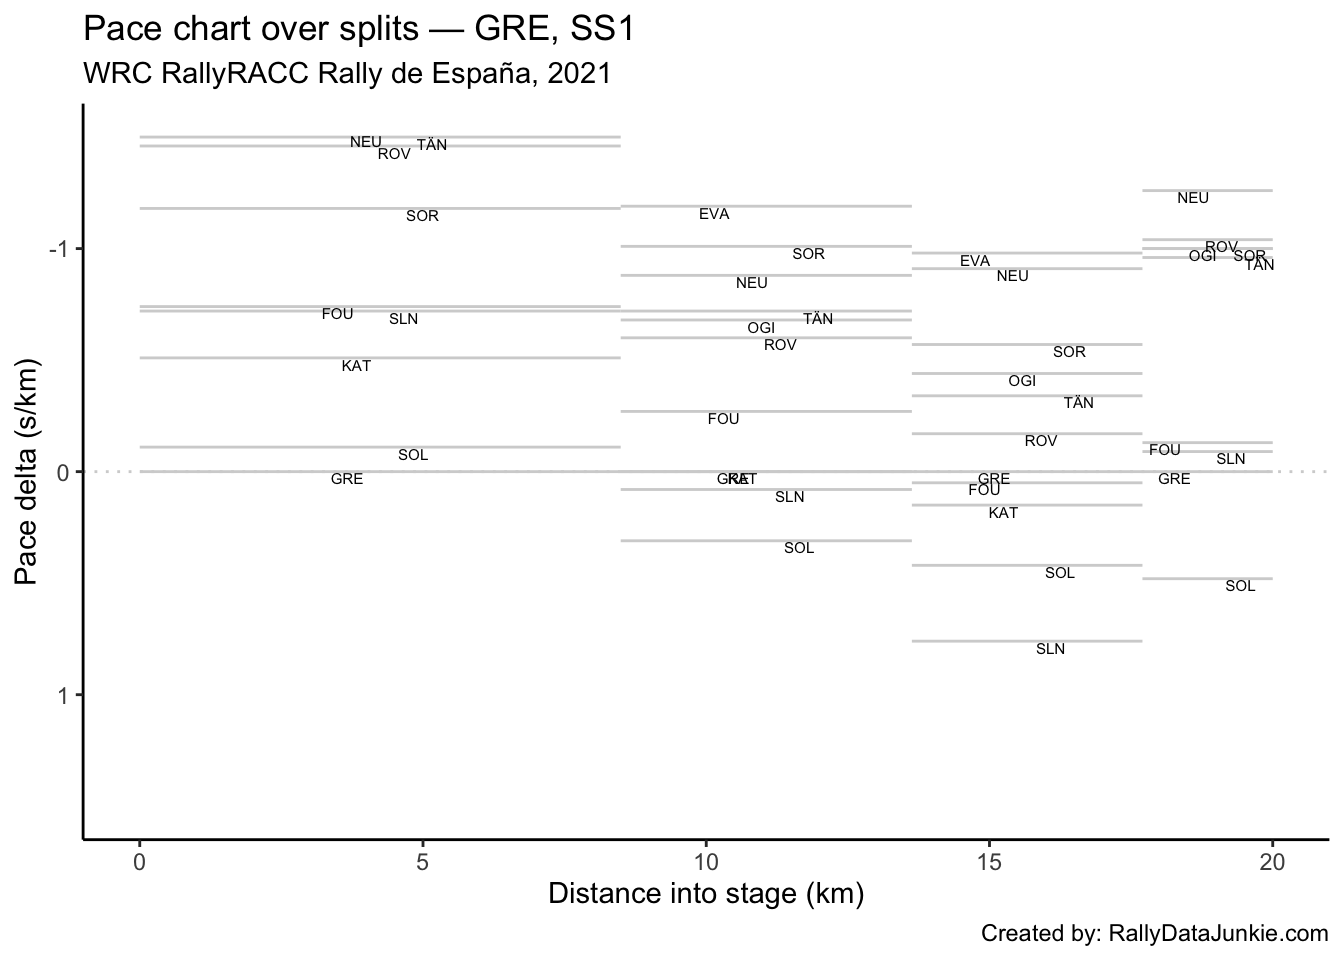 Pace chart over splits — GRE, SS1
WRC RallyRACC Rally de España, 2021
NEU TÄN
ROV
NEU
SOR EVA
-1
ROV
SOR EVA OGI SOR
TÄN
NEU NEU
FOU SLN TÄN
OGI
ROV SOR
KAT
OGI
TÄN
FOU
ROV
FOU
SOL SLN
0
GRE GRE KAT GRE GRE
FOU
SLN
KAT
SOL
SOL SOL
SLN
1
Pace delta (s/km)
0 5 10 15 20
Distance into stage (km)
Created by: RallyDataJunkie.com